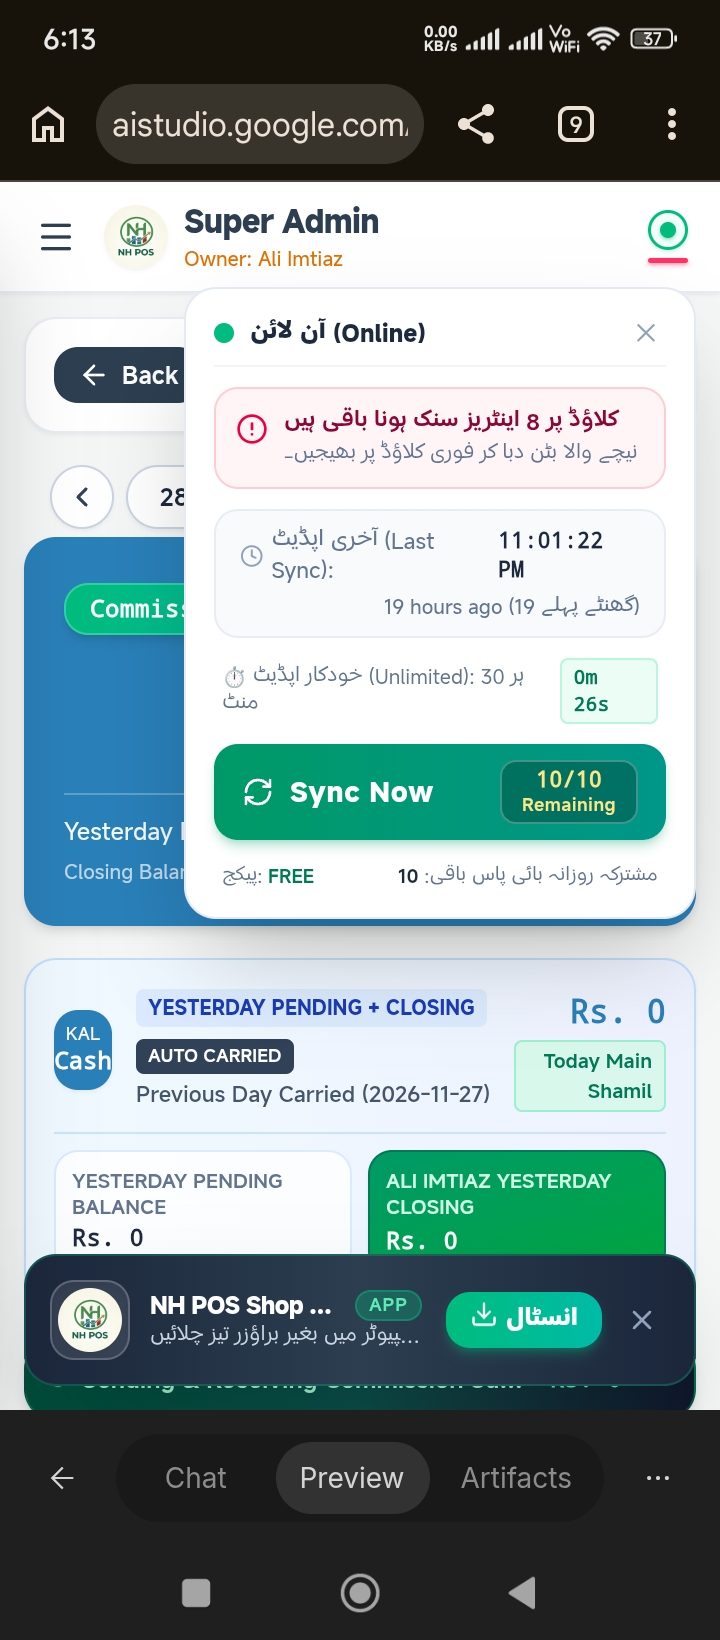 6:13
0.00 KB/s
Vo WiFi
37
aistudio.google.com/
9
NH POS
Super Admin
Owner: Ali Imtiaz
آن لائن (Online)
Back
کلاؤڈ پر 8 اینٹریز سنک ہونا باقی ہیں
نیچے والا بٹن دبا کر فوری کلاؤڈ پر بھیجیں۔
28
آخری اپڈیٹ (Last
Sync):
11:01:22
PM
19 hours ago (19 گھنٹے پہلے)
Commis
⏱️ خودکار اپڈیٹ (Unlimited): ہر 30
منٹ
0m
26s
Sync Now
10/10
Remaining
Yesterday
Closing Balan
پیکج: FREE
مشترکہ روزانہ بائی پاس باقی: 10
KAL
Cash
YESTERDAY PENDING + CLOSING
AUTO CARRIED
Previous Day Carried (2026-11-27)
Rs. 0
Today Main
Shamil
YESTERDAY PENDING
BALANCE
Rs. 0
ALI IMTIAZ YESTERDAY
CLOSING
Rs. 0
NH POS
NH POS Shop ...
APP
پیوٹر میں بغیر براؤزر تیز چلائیں...
انسٹال
Chat
Preview
Artifacts